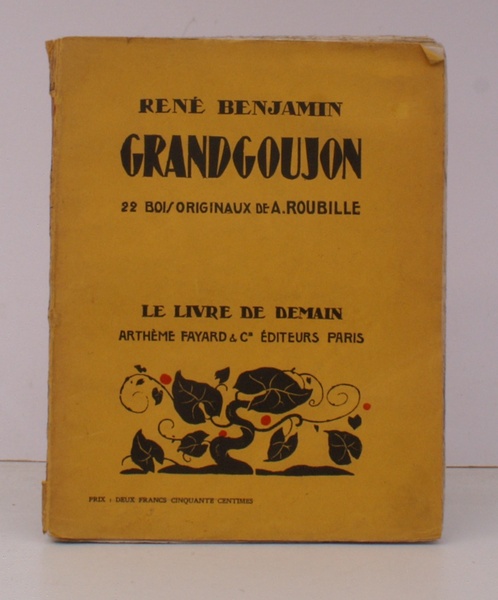 RENÉ BENJAMIN
GRANDGOUJON
22 BOIS ORIGINAUX DE A. ROUBILLE
LE LIVRE DE DEMAIN
ARTHÈME FAYARD & Cie ÉDITEURS PARIS
PRIX : DEUX FRANCS CINQUANTE CENTIMES